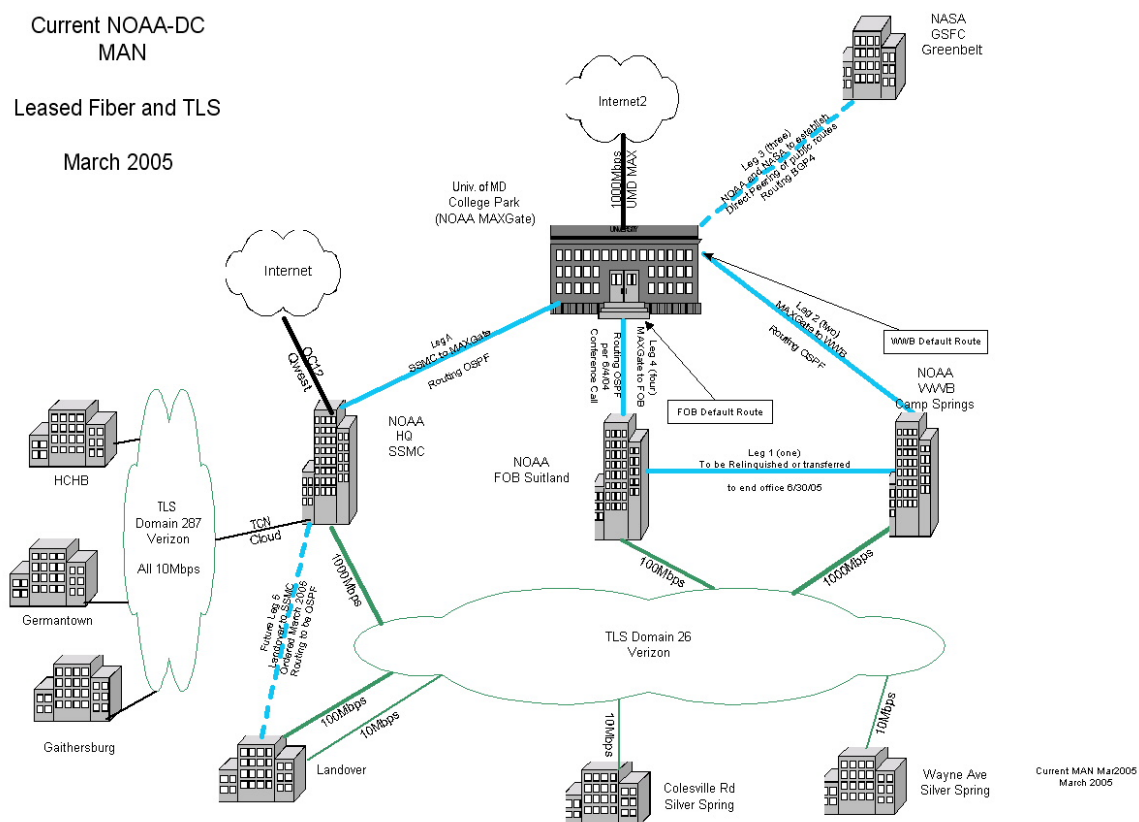 Current NOAA-DC
MAN
Leased Fiber and TLS
March 2005
NASA
GSFC
Greenbelt
Internet2
1000Mbps
UMD MAX
Leg 3 (three)
NOAA and NASA to establish
Direct Peering of public routes
Routing BGP4
Univ. of MD
College Park
(NOAA MAXGate)
UNIVERSITY
Internet
OC12
Qwest
Leg A
SSMC to MAXGate
Routing OSPF
Leg 4 (four)
MAXGate to FOB
Routing OSPF
per 6/4/04
Conference Call
Leg 2 (two)
MAXGate to WWB
Routing OSPF
WWB Default Route
FOB Default Route
NOAA
WWB
Camp Springs
NOAA
HQ
SSMC
NOAA
FOB Suitland
Leg 1 (one)
To be Relinquished or transferred
to end office 6/30/05
HCHB
TLS
Domain 287
Verizon
All 10Mbps
TCN
Cloud
Germantown
Gaithersburg
Future Leg 5
Landover to SSMC
Ordered March 2005
Routing to be OSPF
1000Mbps
100Mbps
1000Mbps
TLS Domain 26
Verizon
100Mbps
10Mbps
10Mbps
10Mbps
Landover
Colesville Rd
Silver Spring
Wayne Ave
Silver Spring
Current MAN Mar2005
March 2005